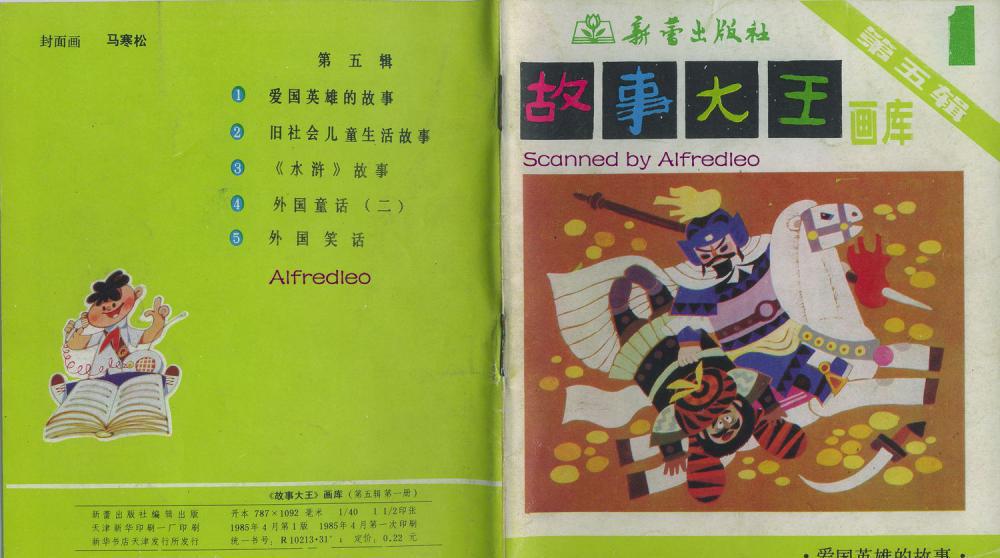 封面画 马寒松
第五辑
1 爱国英雄的故事
2 旧社会儿童生活故事
3 《水浒》故事
4 外国童话（二）
5 外国笑话
Alfredleo
《故事大王》画库（第五辑第一册）
新蕾出版社编辑出版
天津新华印刷一厂印刷
新华书店天津发行所发行
开本 787×1092 毫米 1/40 1 1/2印张
1985年4月第1版 1985年4月第一次印刷
统一书号：R10213·31 定价：0.22 元
新蕾出版社
1
第五辑
故事大王
画库
Scanned by Alfredleo
·爱国英雄的故事·